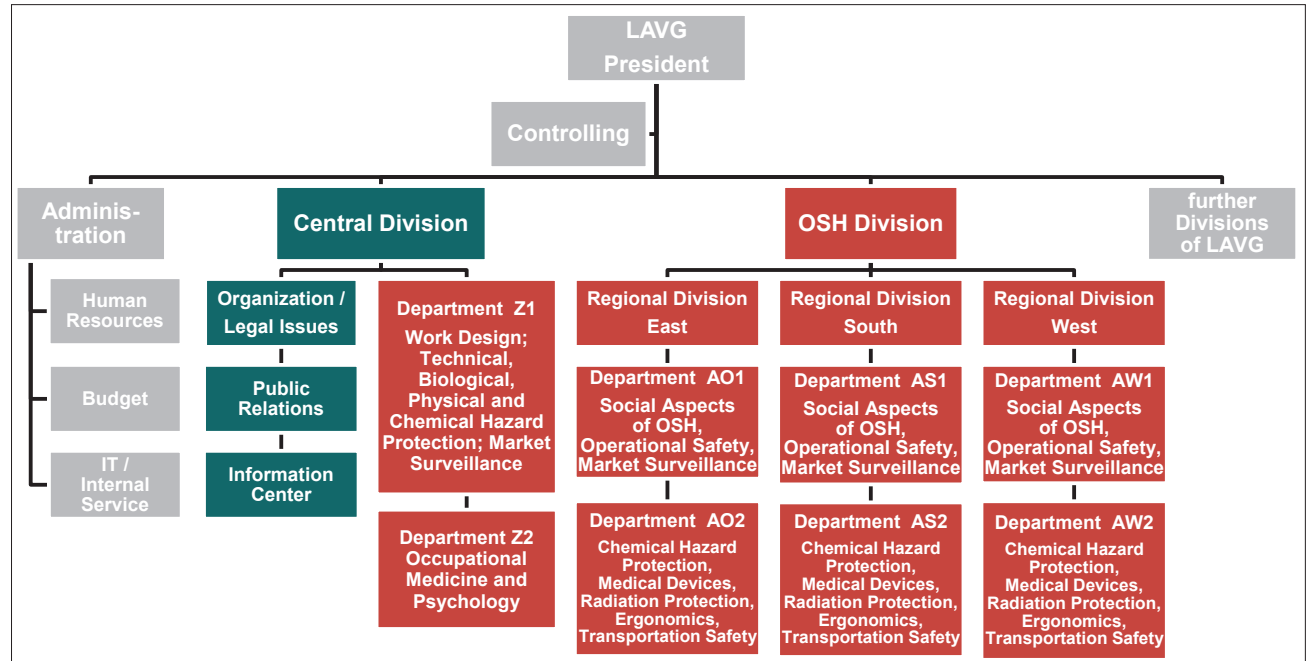 LAVG
President
Controlling
Adminis-
tration
Central Division
OSH Division
further
Divisions
of LAVG
Human
Resources
Budget
IT /
Internal
Service
Organization /
Legal Issues
Public
Relations
Information
Center
Department Z1
Work Design;
Technical,
Biological,
Physical and
Chemical Hazard
Protection; Market
Surveillance
Department Z2
Occupational
Medicine and
Psychology
Regional Division
East
Department AO1
Social Aspects
of OSH,
Operational Safety,
Market Surveillance
Department AO2
Chemical Hazard
Protection,
Medical Devices,
Radiation Protection,
Ergonomics,
Transportation Safety
Regional Division
South
Department AS1
Social Aspects
of OSH,
Operational Safety,
Market Surveillance
Department AS2
Chemical Hazard
Protection,
Medical Devices,
Radiation Protection,
Ergonomics,
Transportation Safety
Regional Division
West
Department AW1
Social Aspects
of OSH,
Operational Safety,
Market Surveillance
Department AW2
Chemical Hazard
Protection,
Medical Devices,
Radiation Protection,
Ergonomics,
Transportation Safety